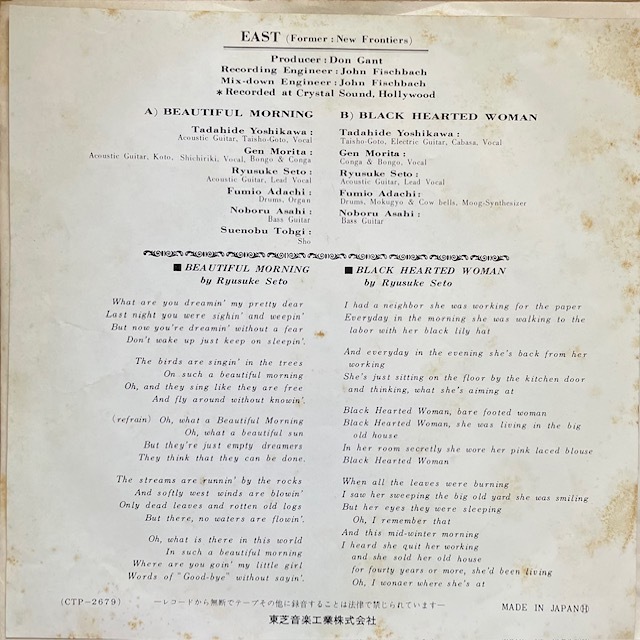 EAST (Former : New Frontiers)
Producer : Don Gant
Recording Engineer : John Fischbach
Mix-down Engineer : John Fischbach
*Recorded at Crystal Sound, Hollywood
A) BEAUTIFUL MORNING
Tadahide Yoshikawa :
Acoustic Guitar, Taisho-Goto, Vocal
Gen Morita :
Acoustic Guitar, Koto, Shichiriki, Vocal, Bongo & Conga
Ryusuke Seto :
Acoustic Guitar, Lead Vocal
Fumio Adachi :
Drums, Organ
Noboru Asahi :
Bass Guitar
Suenobu Tohgi :
Sho
B) BLACK HEARTED WOMAN
Tadahide Yoshikawa :
Taisho-Goto, Electric Guitar, Cabasa, Vocal
Gen Morita :
Conga & Bongo, Vocal
Ryusuke Seto :
Acoustic Guitar, Lead Vocal
Fumio Adachi :
Drums, Mokugyo & Cow bells, Moog-Synthesizer
Noboru Asahi :
Bass Guitar
■BEAUTIFUL MORNING
by Ryusuke Seto
What are you dreamin' my pretty dear
Last night you were sighin' and weepin'
But now you're dreamin' without a fear
Don't wake up just keep on sleepin'.
The birds are singin' in the trees
On such a beautiful morning
Oh, and they sing like they are free
And fly around without knowin'.
(refrain) Oh, what a Beautiful Morning
Oh, what a beautiful sun
But they're just empty dreamers
They think that they can be done.
The streams are runnin' by the rocks
And softly west winds are blowin'
Only dead leaves and rotten old logs
But there, no waters are flowin'.
Oh, what is there in this world
In such a beautiful morning
Where are you goin' my little girl
Words of "Good-bye" without sayin'.
■BLACK HEARTED WOMAN
by Ryusuke Seto
I had a neighbor she was working for the paper
Everyday in the morning she was walking to the
labor with her black lily hat
And everyday in the evening she's back from her
working
She's just sitting on the floor by the kitchen door
and thinking, what she's aiming at
Black Hearted Woman, bare footed woman
Black Hearted Woman, she was living in the big
old house
In her room secretly she wore her pink laced blouse
Black Hearted Woman
When all the leaves were burning
I saw her sweeping the big old yard she was smiling
But her eyes they were sleeping
Oh, I remember that
And this mid-winter morning
I heard she quit her working
and she sold her old house
for fourty years or more, she'd been living
Oh, I wonder where she's at
(CTP-2679)
—レコードから無断でテープその他に録音することは法律で禁じられています—
MADE IN JAPAN Ⓗ
東芝音楽工業株式会社